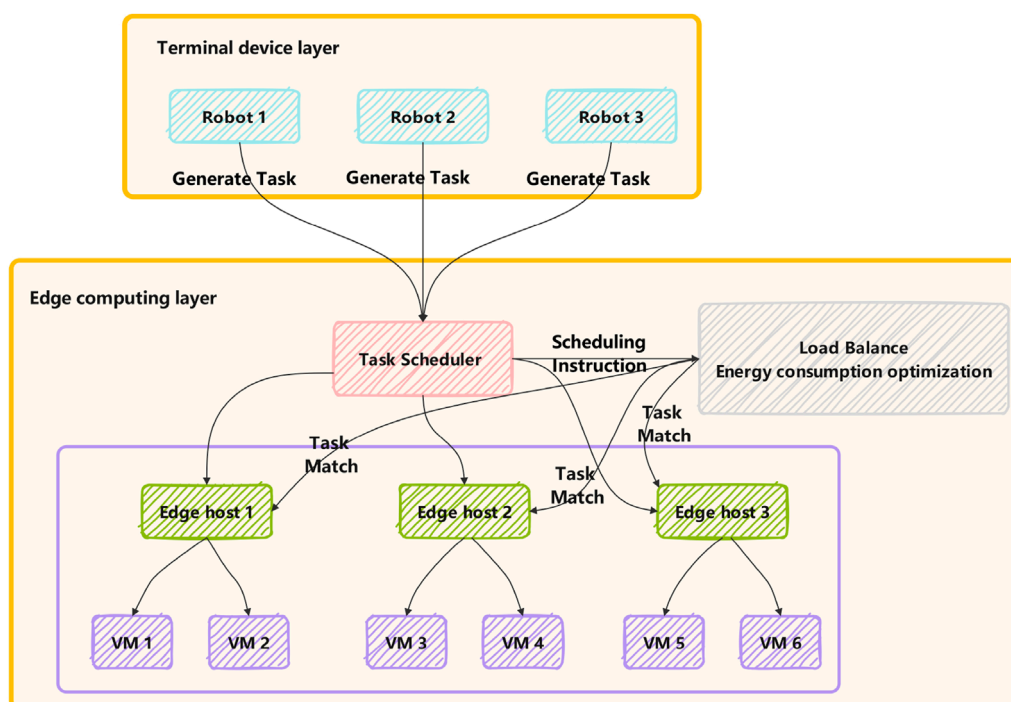 Terminal device layer
Robot 1
Robot 2
Robot 3
Generate Task
Generate Task
Generate Task
Edge computing layer
Task Scheduler
Scheduling
Instruction
Load Balance
Energy consumption optimization
Task
Match
Task
Match
Task
Match
Edge host 1
Edge host 2
Edge host 3
VM 1
VM 2
VM 3
VM 4
VM 5
VM 6